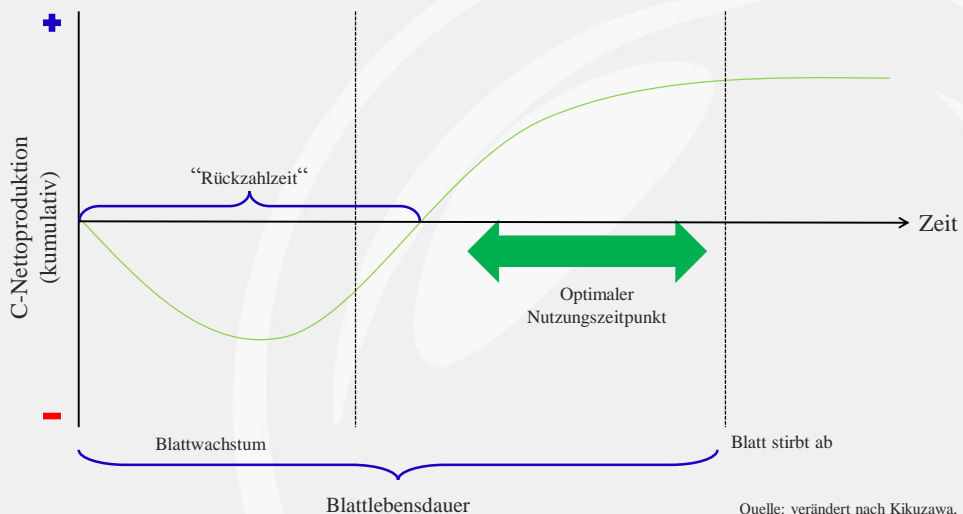 +
C-Nettoproduktion
(kumulativ)
“Rückzahlzeit“
Zeit
Optimaler
Nutzungszeitpunkt
-
Blattwachstum
Blatt stirbt ab
Blattlebensdauer
Quelle: verändert nach Kikuzawa,